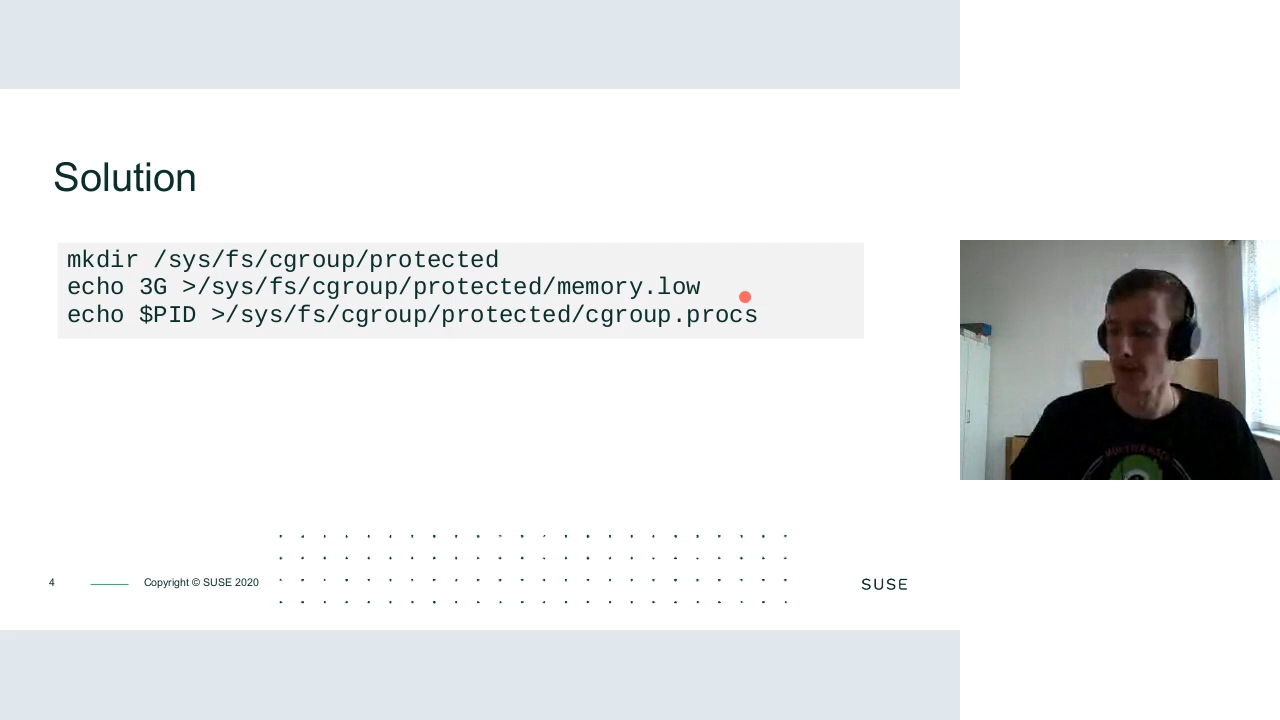 Solution
mkdir /sys/fs/cgroup/protected
echo 3G >/sys/fs/cgroup/protected/memory.low
echo $PID >/sys/fs/cgroup/protected/cgroup.procs
4
Copyright © SUSE 2020
SUSE